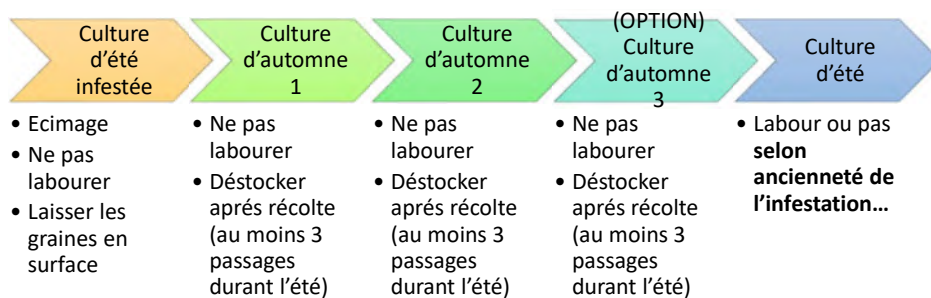 Culture
d'été
infestée
• Ecimage
• Ne pas
labourer
• Laisser les
graines en
surface
Culture
d'automne
1
• Ne pas
labourer
• Déstocker
aprés récolte
(au moins 3
passages
durant l'été)
Culture
d'automne
2
• Ne pas
labourer
• Déstocker
aprés récolte
(au moins 3
passages
durant l'été)
(OPTION)
Culture
d'automne
3
• Ne pas
labourer
• Déstocker
aprés récolte
(au moins 3
passages
durant l'été)
Culture
d'été
• Labour ou pas
selon
ancienneté de
l'infestation...